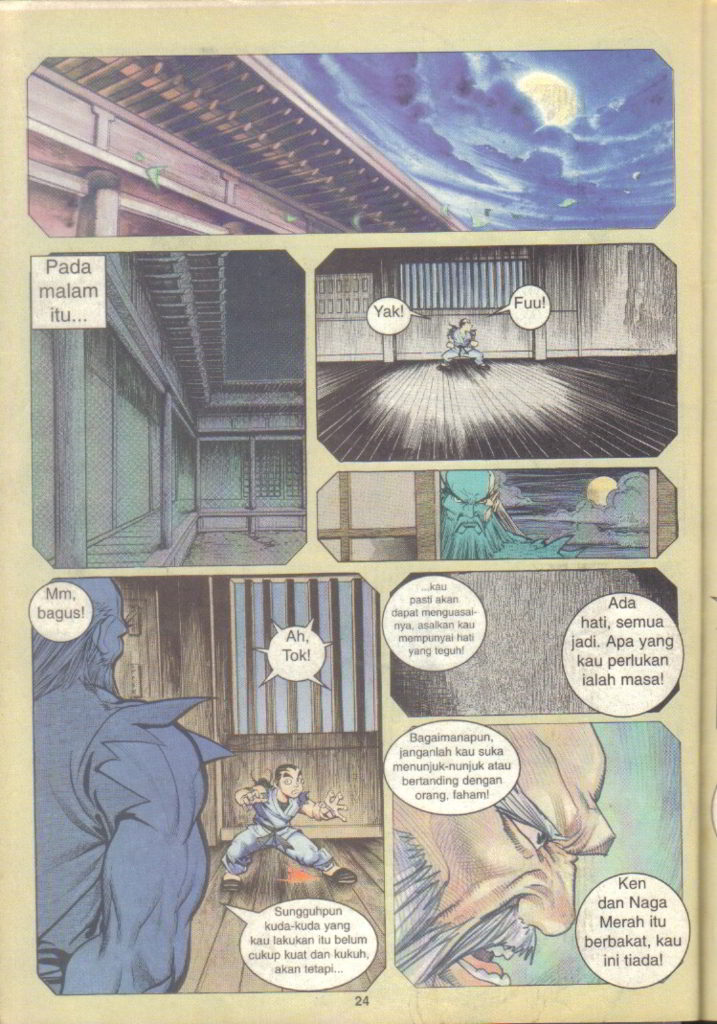 Pada
malam
itu...
Yak!
Fuu!
Mm,
bagus!
Ah,
Tok!
Sungguhpun
kuda-kuda yang
kau lakukan itu belum
cukup kuat dan kukuh,
akan tetapi...
...kau
pasti akan
dapat menguasai-
nya, asalkan kau
mempunyai hati
yang teguh!
Ada
hati, semua
jadi. Apa yang
kau perlukan
ialah masa!
Bagaimanapun,
janganlah kau suka
menunjuk-nunjuk atau
bertanding dengan
orang, faham!
Ken
dan Naga
Merah itu
berbakat, kau
ini tiada!
24